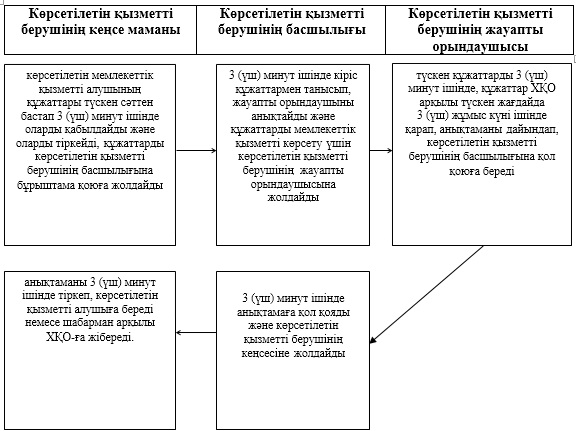 Көрсетілетін қызметті
берушінің кеңсе маманы
Көрсетілетін қызметті
берушінің басшылығы
Көрсетілетін қызметті
берушінің жауапты
орындаушысы
көрсетілетін мемлекеттік
қызметті алушының
құжаттары түскен сәттен
бастап 3 (үш) минут ішінде
оларды қабылдайды және
оларды тіркейді, құжаттарды
көрсетілетін қызметті
берушінің басшылығына
бұрыштама қоюға жолдайды
3 (үш) минут ішінде кіріс
құжаттармен танысып,
жауапты орындаушыны
анықтайды және
құжаттарды мемлекеттік
қызметті көрсету үшін
көрсетілетін қызметті
берушінің жауапты
орындаушысына
жолдайды
түскен құжаттарды 3 (үш)
минут ішінде, құжаттар ХҚО
арқылы түскен жағдайда
3 (үш) жұмыс күні ішінде
қарап, анықтаманы дайындап,
көрсетілетін қызметті
берушінің басшылығына қол
қоюға береді
3 (үш) минут ішінде
анықтамаға қол қояды
және көрсетілетін
қызметті берушінің
кеңсесіне жолдайды
анықтаманы 3 (үш) минут
ішінде тіркеп, көрсетілетін
қызметті алушыға береді
немесе шабарман арқылы
ХҚО-ға жібереді.